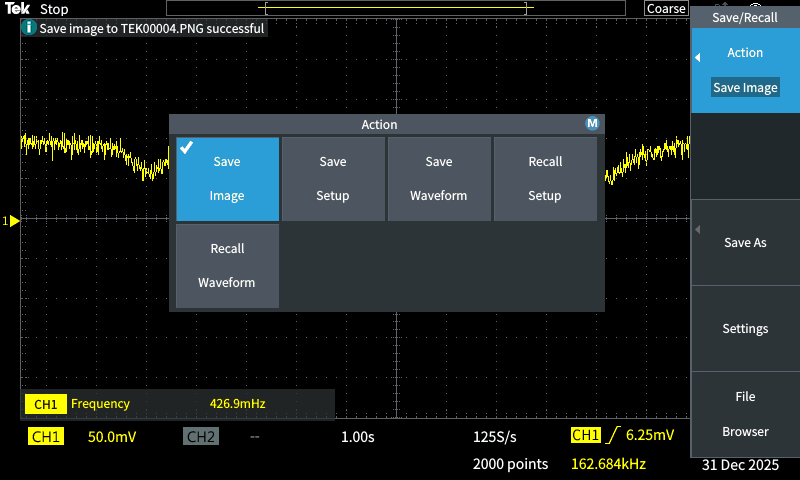 Tek Stop
Coarse
Save/Recall
Save image to TEK00004.PNG successful
Action
Save Image
Action
M
Save
Image
Save
Setup
Save
Waveform
Recall
Setup
Recall
Waveform
1
Save As
Settings
File
Browser
CH1 Frequency 426.9mHz
CH1 50.0mV CH2 -- 1.00s 125S/s CH1 6.25mV
2000 points 162.684kHz 31 Dec 2025